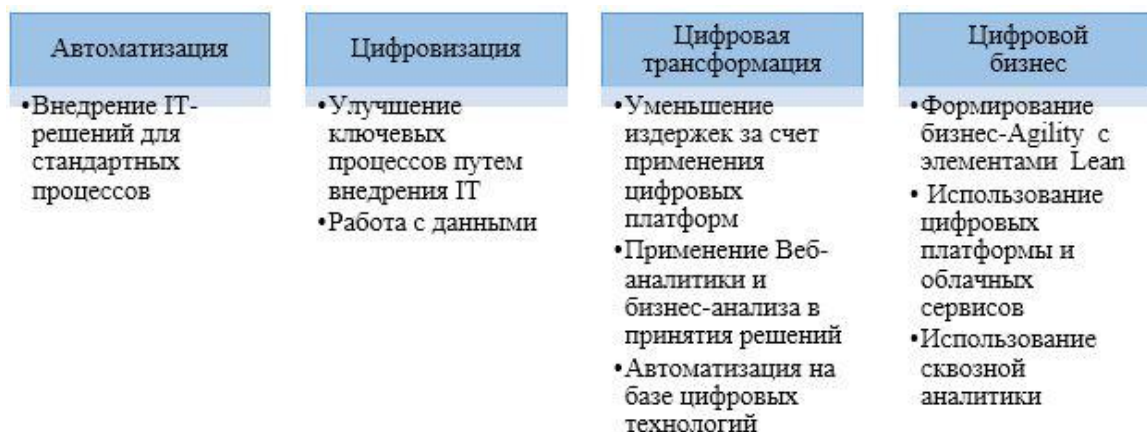 Автоматизация
•Внедрение IT-
решений для
стандартных
процессов
Цифровизация
•Улучшение
ключевых
процессов путем
внедрения IT
•Работа с данными
Цифровая
трансформация
•Уменьшение
издержек за счет
применения
цифровых
платформ
•Применение Веб-
аналитики и
бизнес-анализа в
принятия решений
•Автоматизация на
базе цифровых
технологий
Цифровой
бизнес
•Формирование
бизнес-Agility с
элементами Lean
• Использование
цифровых
платформы и
облачных
сервисов
•Использование
сквозной
аналитики